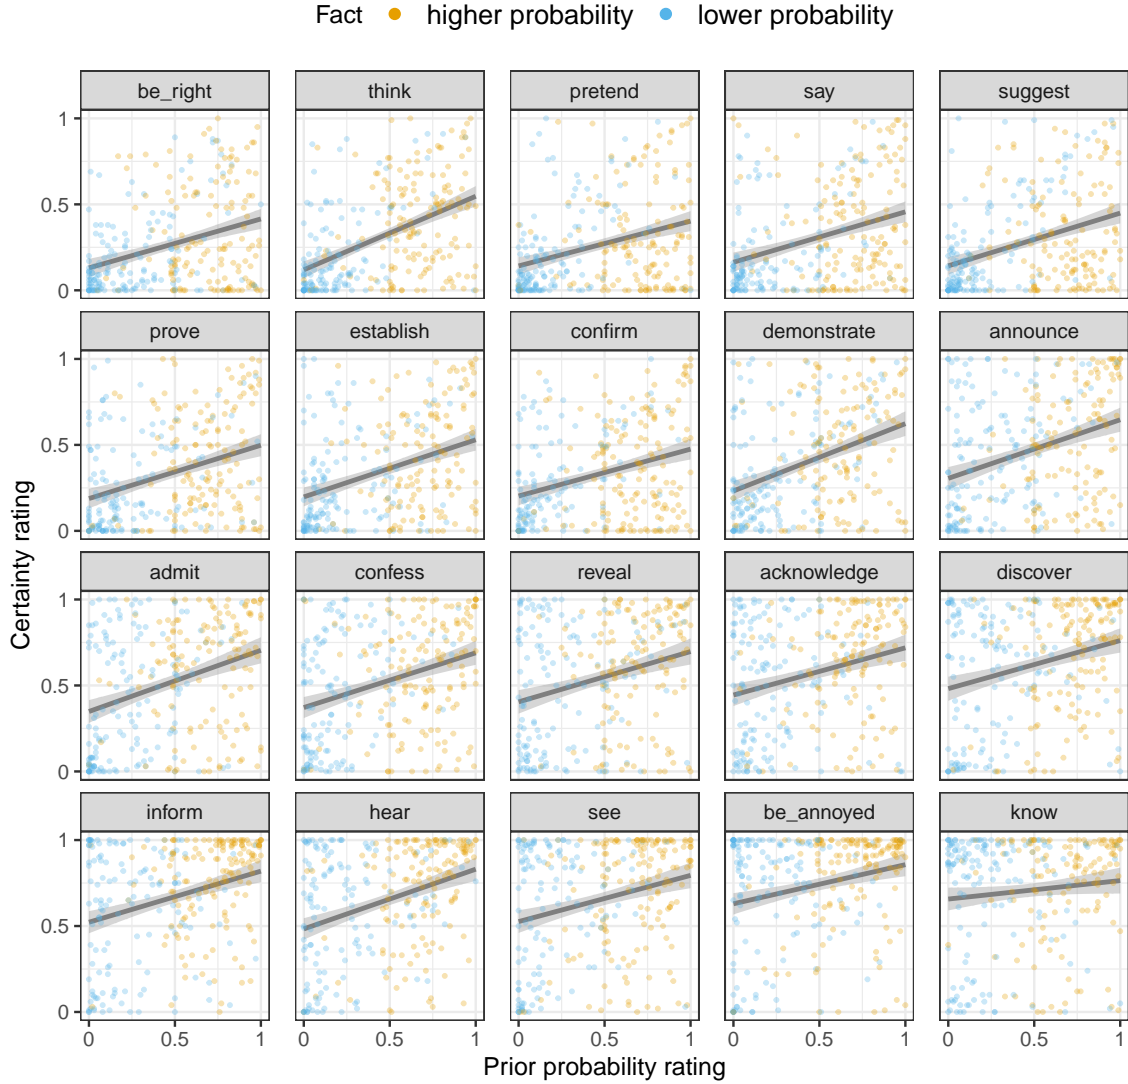 Fact higher probability lower probability
be_right think pretend say suggest
1
0.5
0
prove establish confirm demonstrate announce
1
0.5
0
Certainty rating
admit confess reveal acknowledge discover
1
0.5
0
inform hear see be_annoyed know
1
0.5
0
0 0.5 1 0 0.5 1 0 0.5 1 0 0.5 1 0 0.5 1
Prior probability rating